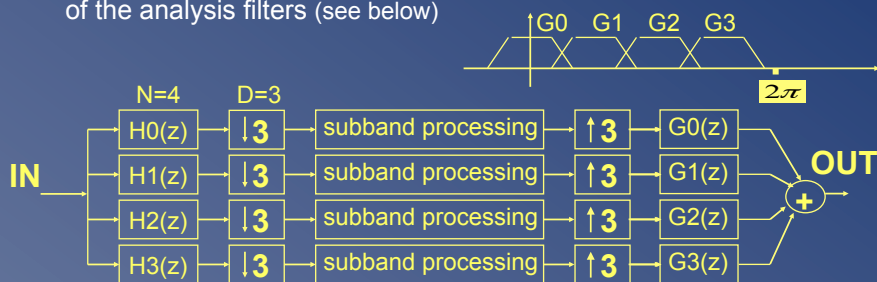 of the analysis filters (see below)
G0 G1 G2 G3
2π
N=4 D=3
H0(z) ↓3 subband processing ↑3 G0(z)
IN H1(z) ↓3 subband processing ↑3 G1(z) OUT
H2(z) ↓3 subband processing ↑3 G2(z) +
H3(z) ↓3 subband processing ↑3 G3(z)